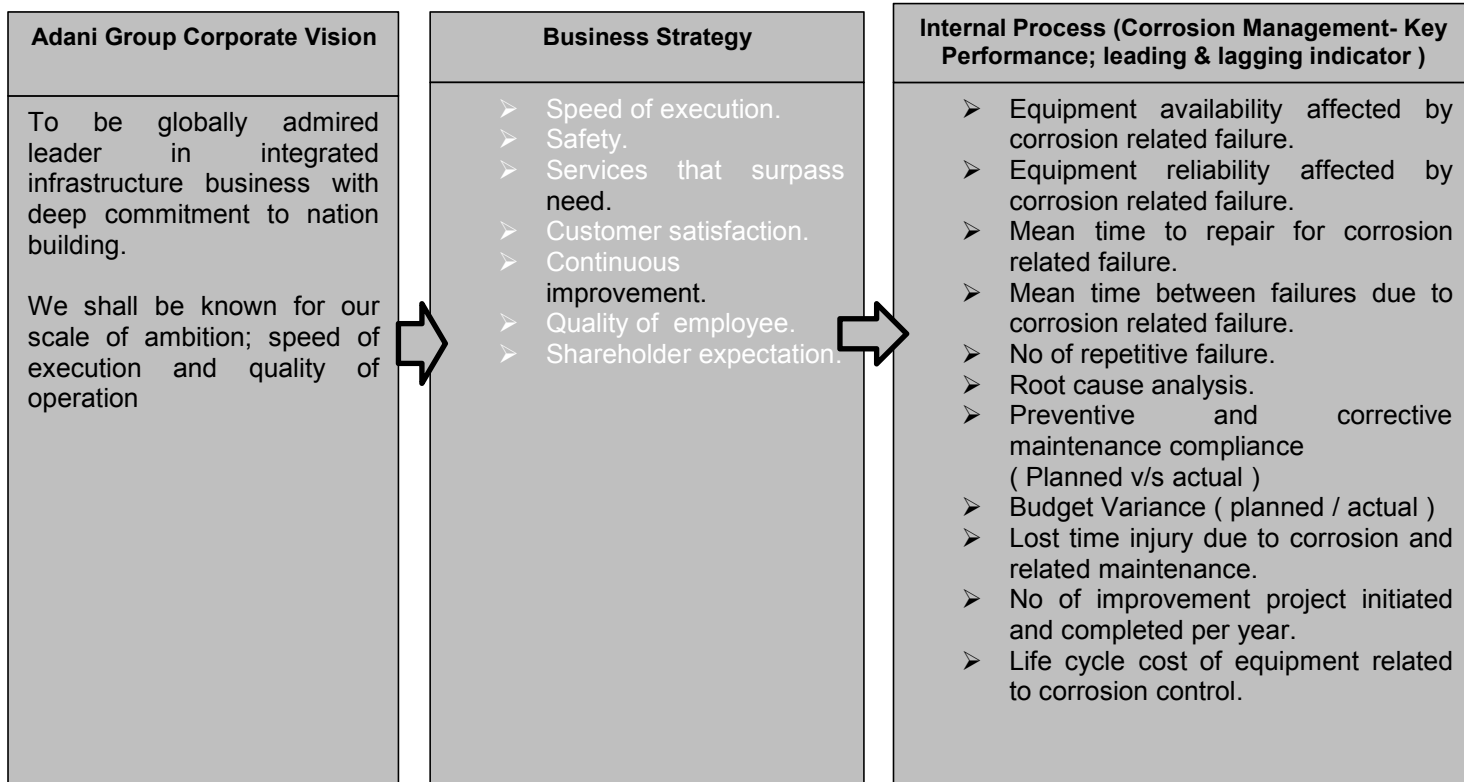 Adani Group Corporate Vision
To be globally admired
leader in integrated
infrastructure business with
deep commitment to nation
building.
We shall be known for our
scale of ambition; speed of
execution and quality of
operation
Business Strategy
➢ Speed of execution.
➢ Safety.
➢ Services that surpass
need.
➢ Customer satisfaction.
➢ Continuous
improvement.
➢ Quality of employee.
➢ Shareholder expectation.
Internal Process (Corrosion Management- Key
Performance; leading & lagging indicator )
➢ Equipment availability affected by
corrosion related failure.
➢ Equipment reliability affected by
corrosion related failure.
➢ Mean time to repair for corrosion
related failure.
➢ Mean time between failures due to
corrosion related failure.
➢ No of repetitive failure.
➢ Root cause analysis.
➢ Preventive and corrective
maintenance compliance
( Planned v/s actual )
➢ Budget Variance ( planned / actual )
➢ Lost time injury due to corrosion and
related maintenance.
➢ No of improvement project initiated
and completed per year.
➢ Life cycle cost of equipment related
to corrosion control.